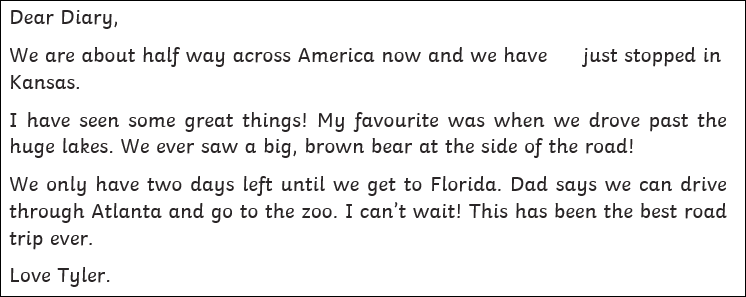 Dear Diary,
We are about half way across America now and we have just stopped in
Kansas.
I have seen some great things! My favourite was when we drove past the
huge lakes. We ever saw a big, brown bear at the side of the road!
We only have two days left until we get to Florida. Dad says we can drive
through Atlanta and go to the zoo. I can't wait! This has been the best road
trip ever.
Love Tyler.